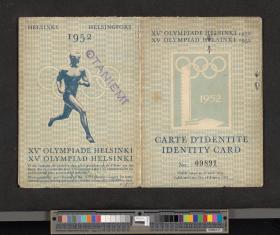 HELSINKI HELSINGFORS
1952
OTANIEMI
XVᵉ OLYMPIADE HELSINKI
XV OLYMPIAD HELSINKI
XVᵉ OLYMPIADE HELSINKI 1952
XV OLYMPIAD HELSINKI 1952
1952
CARTE D'IDENTITE
IDENTITY CARD
No. 09891